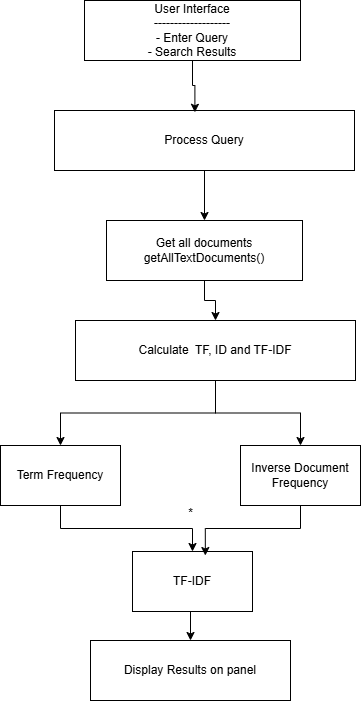 User Interface
-------------------
- Enter Query
- Search Results
Process Query
Get all documents
getAllTextDocuments()
Calculate TF, ID and TF-IDF
Term Frequency
Inverse Document
Frequency
*
TF-IDF
Display Results on panel